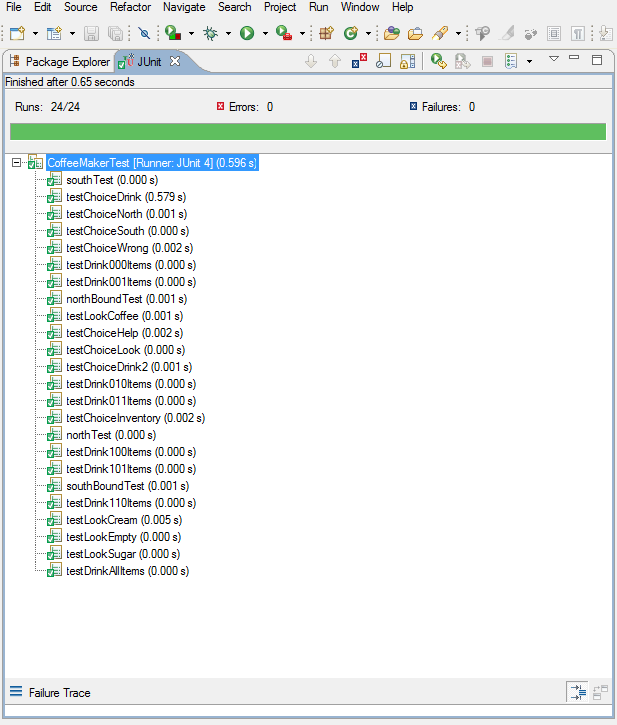 File Edit Source Refactor Navigate Search Project Run Window Help
Package Explorer JUnit
Finished after 0.65 seconds
Runs: 24/24 Errors: 0 Failures: 0
CoffeeMakerTest [Runner: JUnit 4] (0.596 s)
southTest (0.000 s)
testChoiceDrink (0.579 s)
testChoiceNorth (0.001 s)
testChoiceSouth (0.000 s)
testChoiceWrong (0.002 s)
testDrink000Items (0.000 s)
testDrink001Items (0.000 s)
northBoundTest (0.001 s)
testLookCoffee (0.001 s)
testChoiceHelp (0.002 s)
testChoiceLook (0.000 s)
testChoiceDrink2 (0.001 s)
testDrink010Items (0.000 s)
testDrink011Items (0.000 s)
testChoiceInventory (0.002 s)
northTest (0.000 s)
testDrink100Items (0.000 s)
testDrink101Items (0.000 s)
southBoundTest (0.001 s)
testDrink110Items (0.000 s)
testLookCream (0.005 s)
testLookEmpty (0.000 s)
testLookSugar (0.000 s)
testDrinkAllItems (0.000 s)
Failure Trace